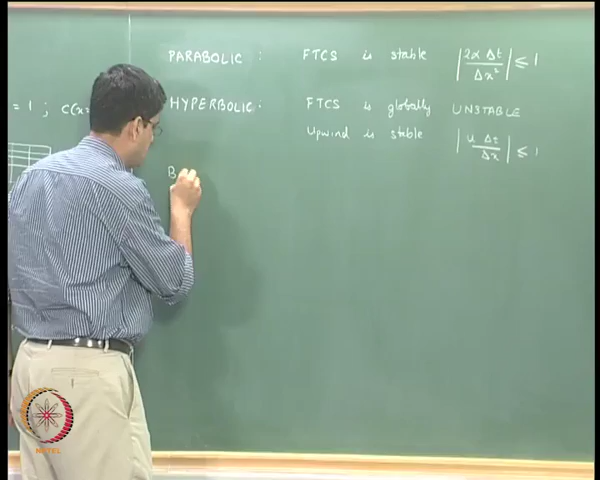 PARABOLIC : FTCS is stable |2α Δt / Δx²| ≤ 1
= 1 ; c(x=
HYPERBOLIC : FTCS is globally UNSTABLE
Upwind is stable |u Δt / Δx| ≤ 1
B
NPTEL